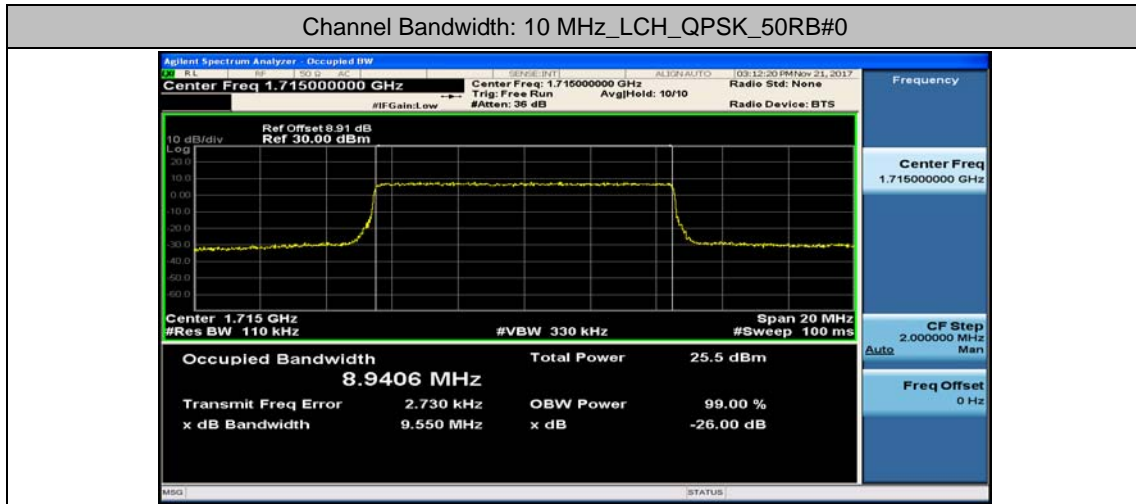 Channel Bandwidth: 10 MHz_LCH_QPSK_50RB#0
Agilent Spectrum Analyzer - Occupied BW
LXI RL RF 50 Ω AC SENSE:INT ALIGN AUTO 03:12:20 PM Nov 21, 2017
Center Freq 1.715000000 GHz
Center Freq: 1.715000000 GHz
Radio Std: None
Trig: Free Run Avg|Hold: 10/10
#IFGain:Low #Atten: 36 dB Radio Device: BTS
Ref Offset 8.91 dB
10 dB/div Ref 30.00 dBm
Log
20.0
10.0
0.00
-10.0
-20.0
-30.0
-40.0
-50.0
-60.0
Center 1.715 GHz Span 20 MHz
#Res BW 110 kHz #VBW 330 kHz #Sweep 100 ms
Occupied Bandwidth Total Power 25.5 dBm
8.9406 MHz
Transmit Freq Error 2.730 kHz OBW Power 99.00 %
x dB Bandwidth 9.550 MHz x dB -26.00 dB
MSG STATUS
Frequency
Center Freq
1.715000000 GHz
CF Step
2.000000 MHz
Auto Man
Freq Offset
0 Hz